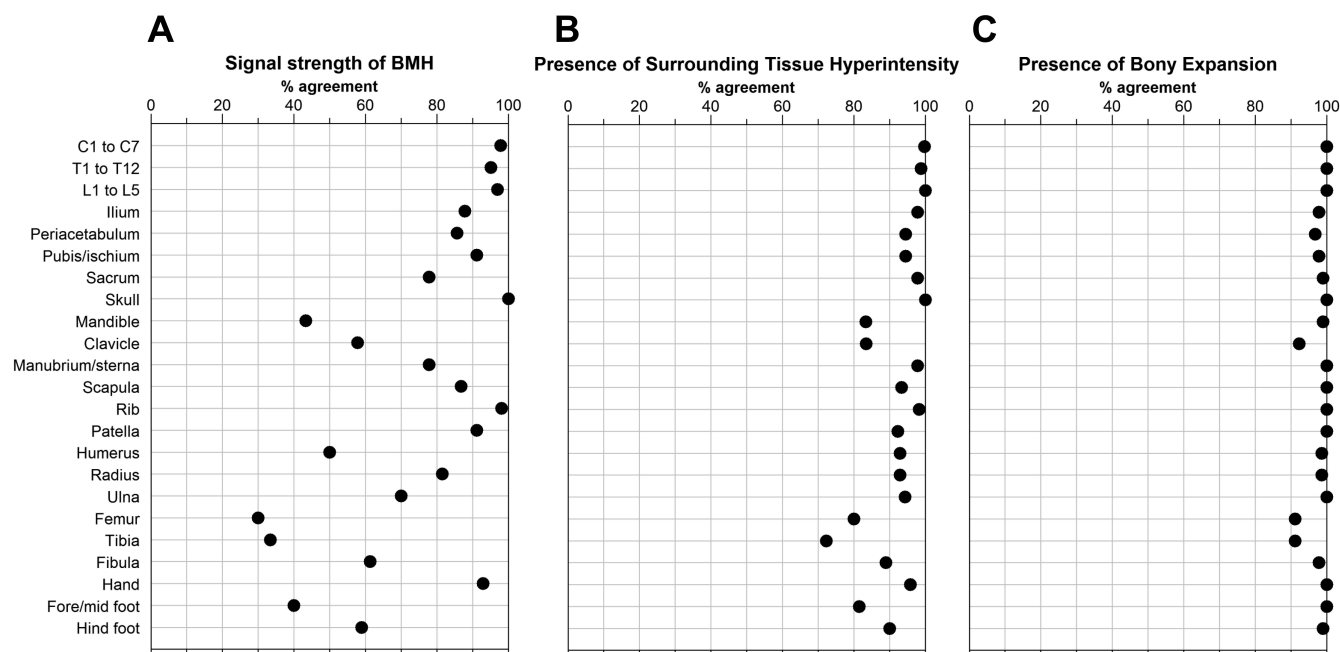 A B C
Signal strength of BMH Presence of Surrounding Tissue Hyperintensity Presence of Bony Expansion
% agreement % agreement % agreement
0 20 40 60 80 100 0 20 40 60 80 100 0 20 40 60 80 100
C1 to C7
T1 to T12
L1 to L5
Ilium
Periacetabulum
Pubis/ischium
Sacrum
Skull
Mandible
Clavicle
Manubrium/sterna
Scapula
Rib
Patella
Humerus
Radius
Ulna
Femur
Tibia
Fibula
Hand
Fore/mid foot
Hind foot